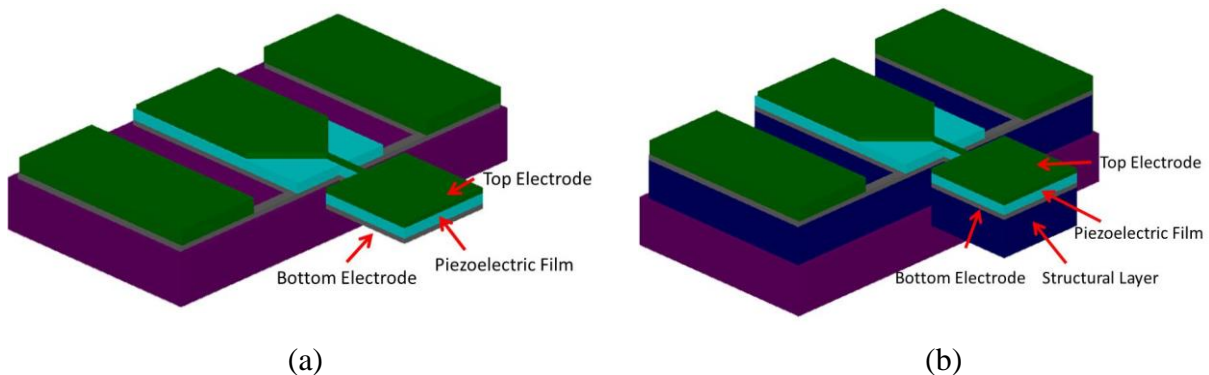 Top Electrode
Piezoelectric Film
Bottom Electrode
Top Electrode
Piezoelectric Film
Bottom Electrode
Structural Layer
(a)
(b)